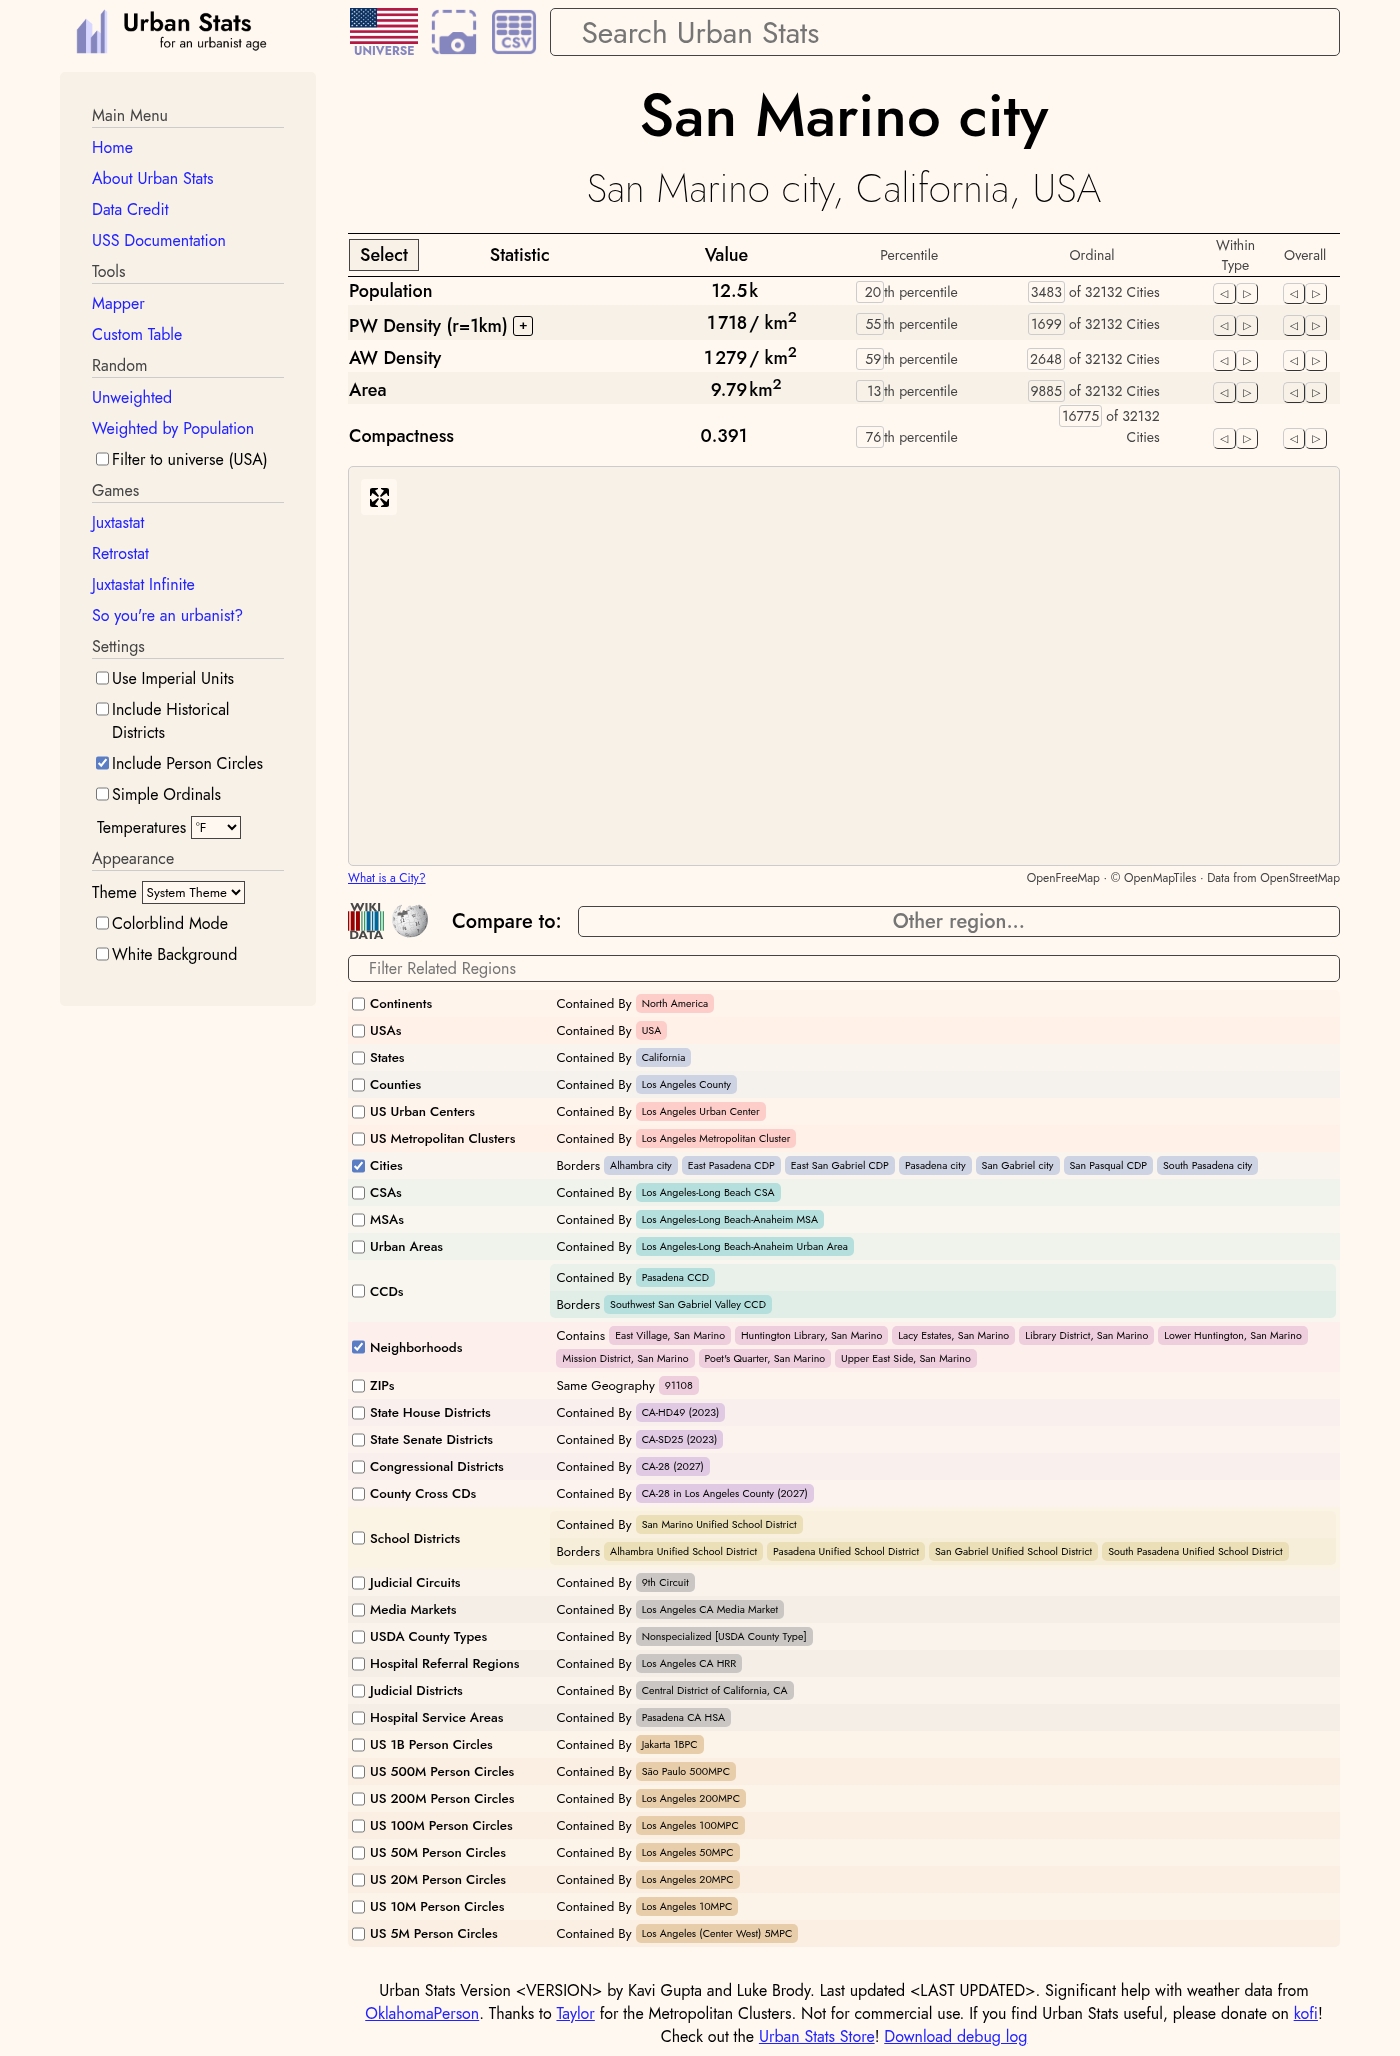 Urban Stats
for an urbanist age
UNIVERSE
CSV
Search Urban Stats
Main Menu
Home
About Urban Stats
Data Credit
USS Documentation
Tools
Mapper
Custom Table
Random
Unweighted
Weighted by Population
Filter to universe (USA)
Games
Juxtastat
Retrostat
Juxtastat Infinite
So you're an urbanist?
Settings
Use Imperial Units
Include Historical
Districts
Include Person Circles
Simple Ordinals
Temperatures °F
Appearance
Theme System Theme
Colorblind Mode
White Background
San Marino city
San Marino city, California, USA
Select Statistic Value Percentile Ordinal Within Type Overall
Population 12.5k 20th percentile 3483 of 32132 Cities ◁ ▷ ◁ ▷
PW Density (r=1km) + 1 718 / km² 55th percentile 1699 of 32132 Cities ◁ ▷ ◁ ▷
AW Density 1 279 / km² 59th percentile 2648 of 32132 Cities ◁ ▷ ◁ ▷
Area 9.79 km² 13th percentile 9885 of 32132 Cities ◁ ▷ ◁ ▷
Compactness 0.391 76th percentile 16775 of 32132 Cities ◁ ▷ ◁ ▷
What is a City? OpenFreeMap · © OpenMapTiles · Data from OpenStreetMap
WIKI
DATA
Compare to: Other region...
Filter Related Regions
Continents Contained By North America
USAs Contained By USA
States Contained By California
Counties Contained By Los Angeles County
US Urban Centers Contained By Los Angeles Urban Center
US Metropolitan Clusters Contained By Los Angeles Metropolitan Cluster
Cities Borders Alhambra city East Pasadena CDP East San Gabriel CDP Pasadena city San Gabriel city San Pasqual CDP South Pasadena city
CSAs Contained By Los Angeles-Long Beach CSA
MSAs Contained By Los Angeles-Long Beach-Anaheim MSA
Urban Areas Contained By Los Angeles-Long Beach-Anaheim Urban Area
CCDs Contained By Pasadena CCD
Borders Southwest San Gabriel Valley CCD
Neighborhoods Contains East Village, San Marino Huntington Library, San Marino Lacy Estates, San Marino Library District, San Marino Lower Huntington, San Marino
Mission District, San Marino Poet's Quarter, San Marino Upper East Side, San Marino
ZIPs Same Geography 91108
State House Districts Contained By CA-HD49 (2023)
State Senate Districts Contained By CA-SD25 (2023)
Congressional Districts Contained By CA-28 (2027)
County Cross CDs Contained By CA-28 in Los Angeles County (2027)
School Districts Contained By San Marino Unified School District
Borders Alhambra Unified School District Pasadena Unified School District San Gabriel Unified School District South Pasadena Unified School District
Judicial Circuits Contained By 9th Circuit
Media Markets Contained By Los Angeles CA Media Market
USDA County Types Contained By Nonspecialized [USDA County Type]
Hospital Referral Regions Contained By Los Angeles CA HRR
Judicial Districts Contained By Central District of California, CA
Hospital Service Areas Contained By Pasadena CA HSA
US 1B Person Circles Contained By Jakarta 1BPC
US 500M Person Circles Contained By São Paulo 500MPC
US 200M Person Circles Contained By Los Angeles 200MPC
US 100M Person Circles Contained By Los Angeles 100MPC
US 50M Person Circles Contained By Los Angeles 50MPC
US 20M Person Circles Contained By Los Angeles 20MPC
US 10M Person Circles Contained By Los Angeles 10MPC
US 5M Person Circles Contained By Los Angeles (Center West) 5MPC
Urban Stats Version <VERSION> by Kavi Gupta and Luke Brody. Last updated <LAST UPDATED>. Significant help with weather data from
OklahomaPerson. Thanks to Taylor for the Metropolitan Clusters. Not for commercial use. If you find Urban Stats useful, please donate on kofi!
Check out the Urban Stats Store! Download debug log